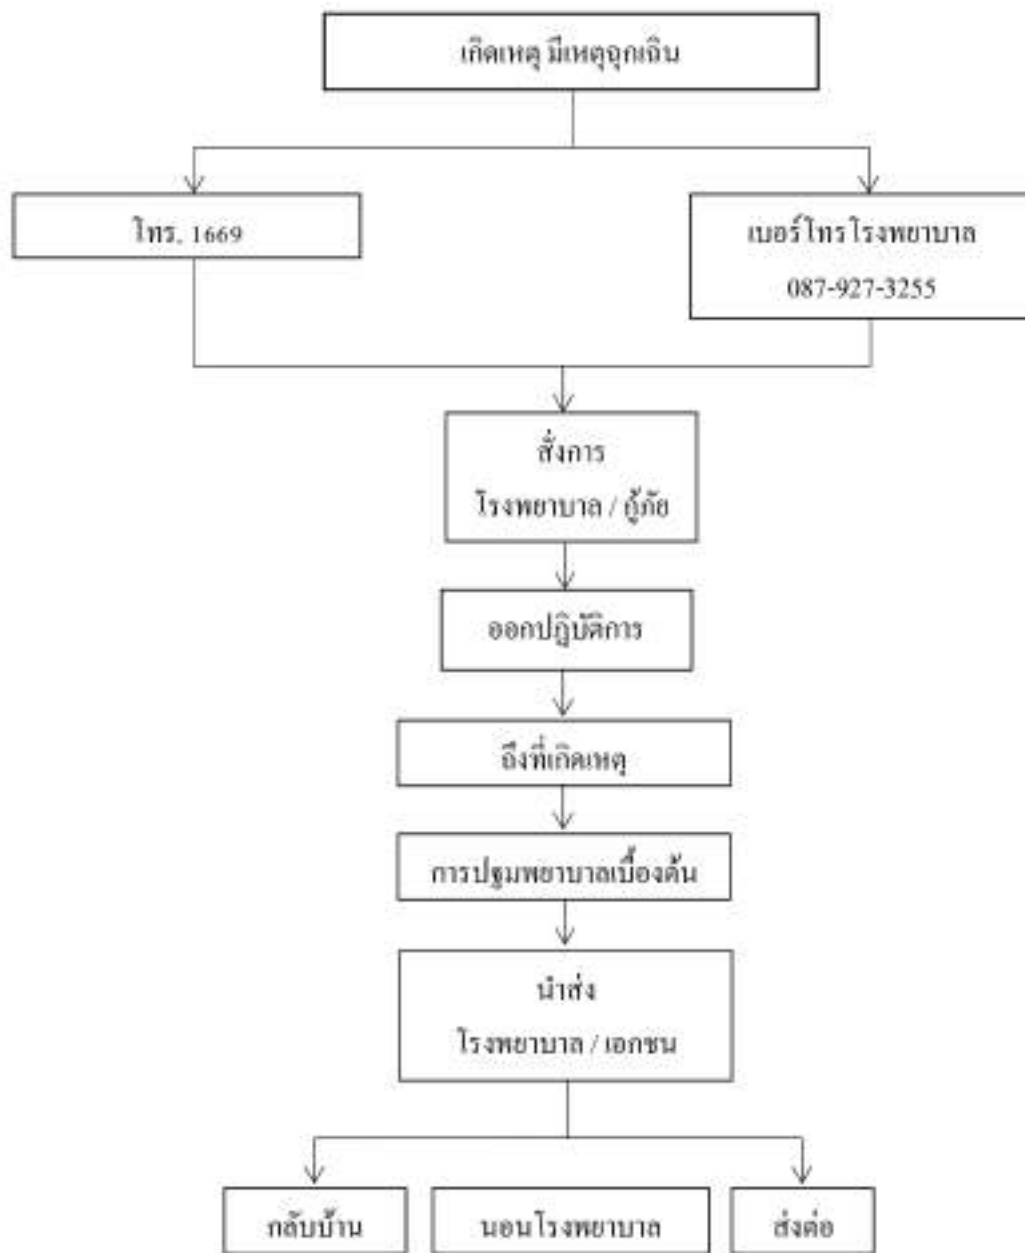 เกิดเหตุ มีเหตุฉุกเฉิน
โทร. 1669
เบอร์โทรโรงพยาบาล
087-927-3255
สั่งการ
โรงพยาบาล / กู้ภัย
ออกปฏิบัติการ
ถึงที่เกิดเหตุ
การปฐมพยาบาลเบื้องต้น
นำส่ง
โรงพยาบาล / เอกชน
กลับบ้าน
นอนโรงพยาบาล
ส่งต่อ